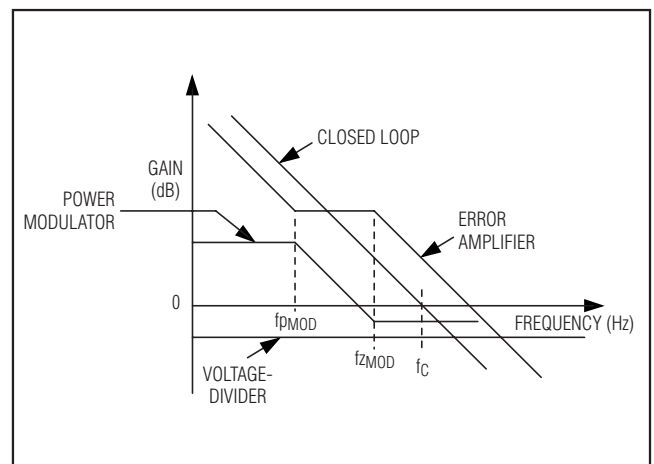 CLOSED LOOP
GAIN
(dB)
POWER
MODULATOR
ERROR
AMPLIFIER
0
fpMOD
FREQUENCY (Hz)
fzMOD
fC
VOLTAGE-
DIVIDER